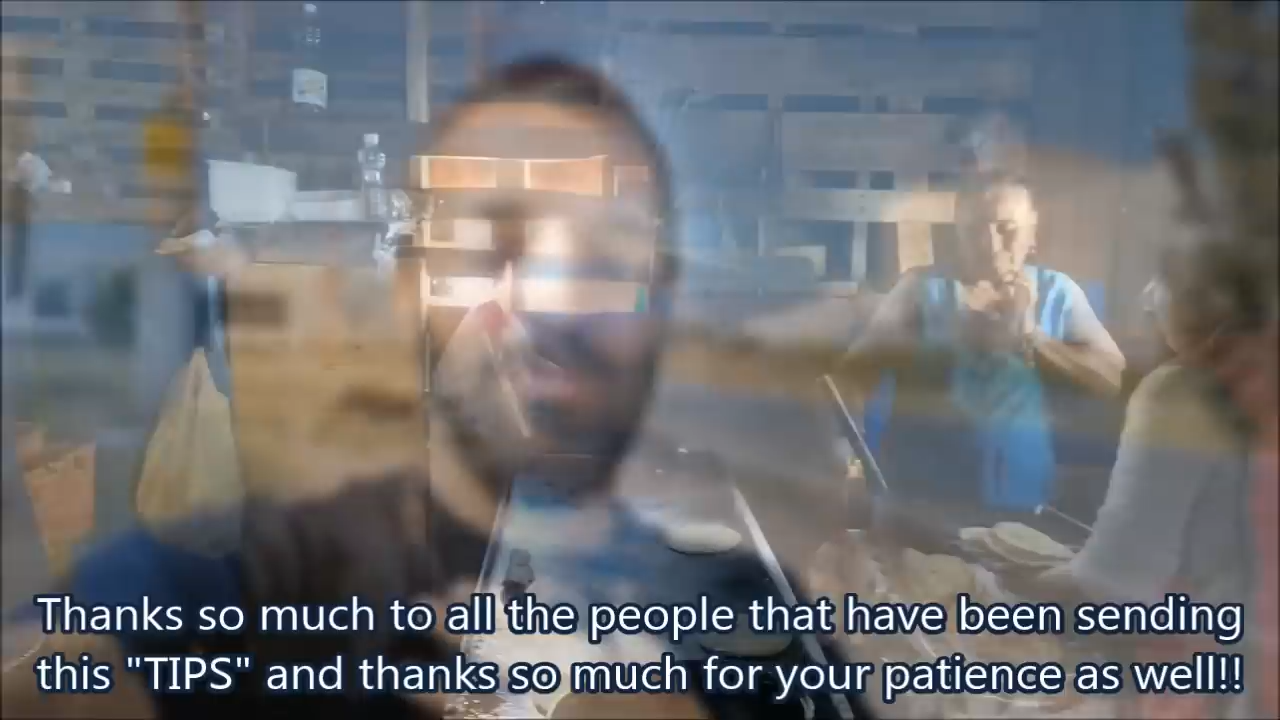 Thanks so much to all the people that have been sending
this "TIPS" and thanks so much for your patience as well!!